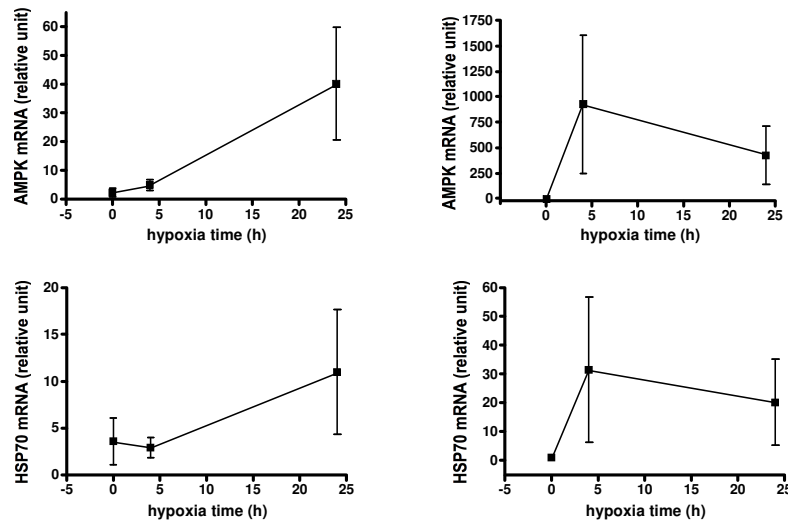 AMPK mRNA (relative unit)
60
50
40
30
20
10
0
-5 0 5 10 15 20 25
hypoxia time (h)
AMPK mRNA (relative unit)
1750
1500
1250
1000
750
500
250
0
0 5 10 15 20 25
hypoxia time (h)
HSP70 mRNA (relative unit)
20
15
10
5
0
-5 0 5 10 15 20 25
hypoxia time (h)
HSP70 mRNA (relative unit)
60
50
40
30
20
10
0
-5 0 5 10 15 20 25
hypoxia time (h)